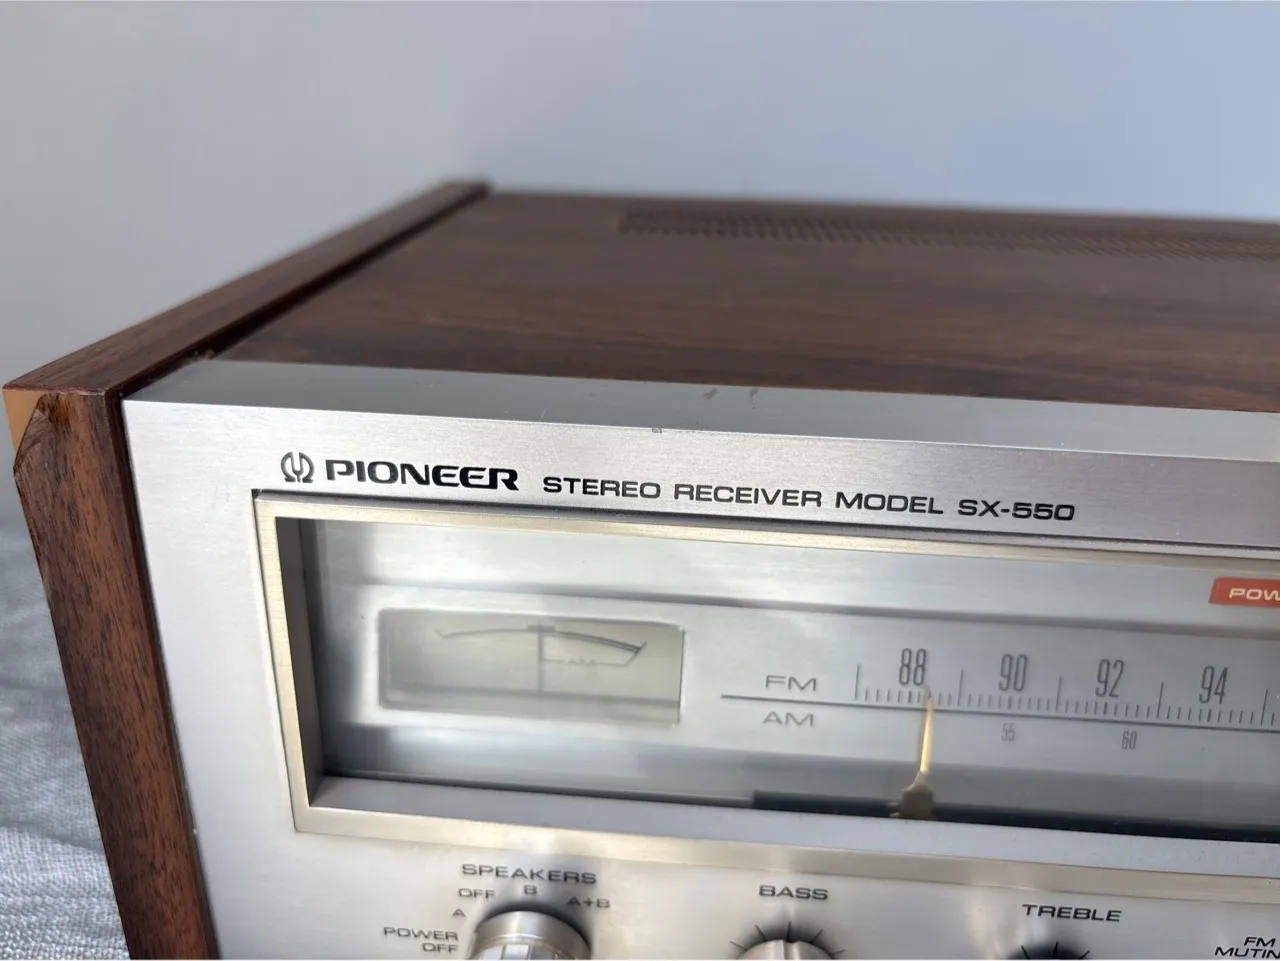 PIONEER STEREO RECEIVER MODEL SX-550
POW
FM 88 90 92 94
AM 55 60
AM
SPEAKERS
OFF B A+B
A
POWER
OFF
BASS
TREBLE
FM
MUTIN